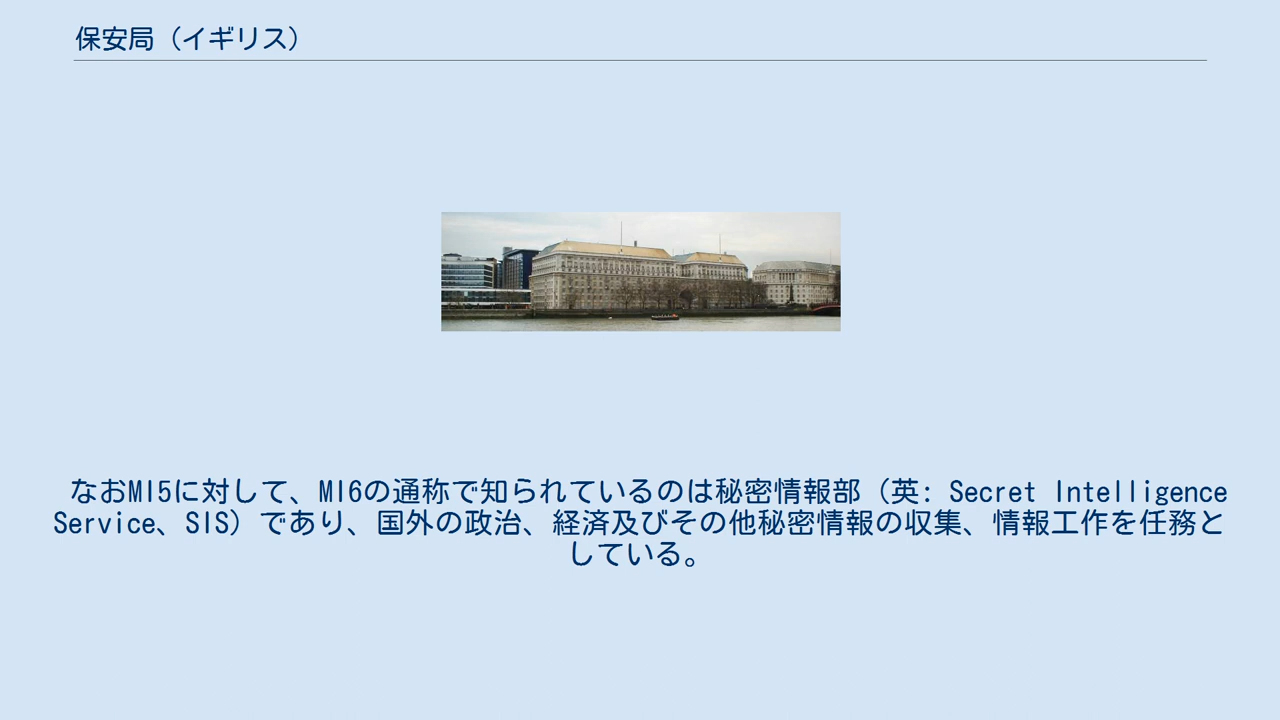 保安局（イギリス）
なおMI5に対して、MI6の通称で知られているのは秘密情報部（英: Secret Intelligence
Service、SIS）であり、国外の政治、経済及びその他秘密情報の収集、情報工作を任務と
している。